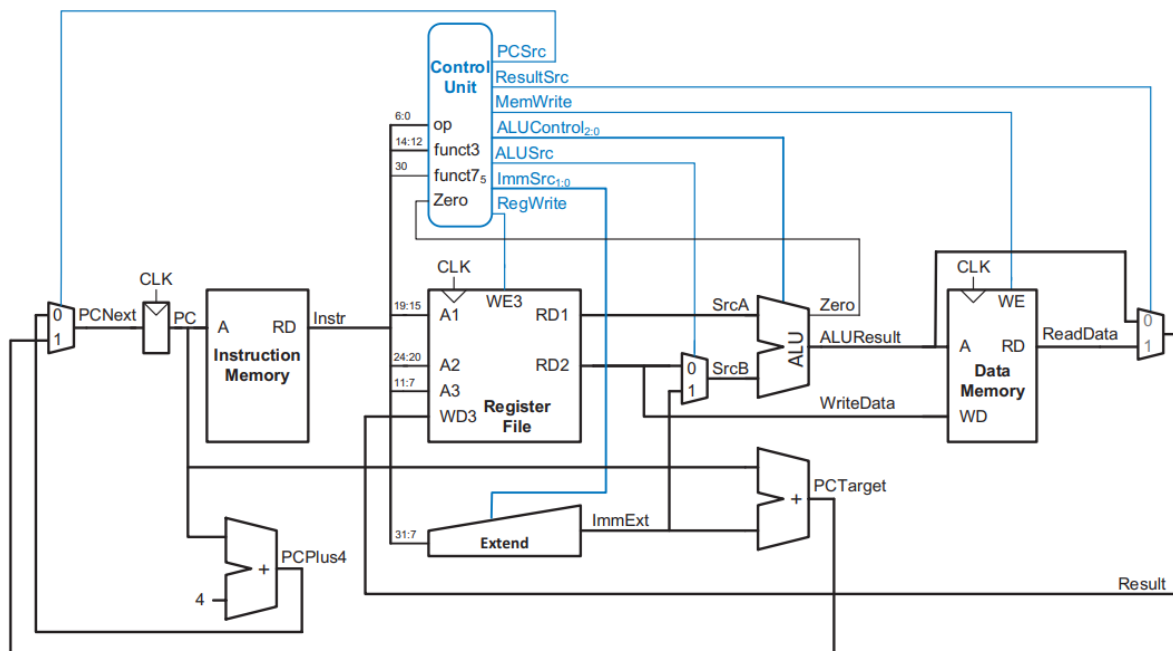 PCSrc
Control
Unit
ResultSrc
MemWrite
6:0
op
ALUControl2:0
14:12
funct3
ALUSrc
30
funct75
ImmSrc1:0
Zero
RegWrite
CLK
CLK
CLK
0
1
PCNext
PC
A
RD
Instr
Instruction
Memory
19:15
A1
WE3
RD1
24:20
A2
RD2
11:7
A3
WD3
Register
File
SrcA
0
1
SrcB
ALU
Zero
ALUResult
WriteData
WE
A
RD
Data
Memory
WD
ReadData
0
1
31:7
Extend
ImmExt
+
PCTarget
4
+
PCPlus4
Result